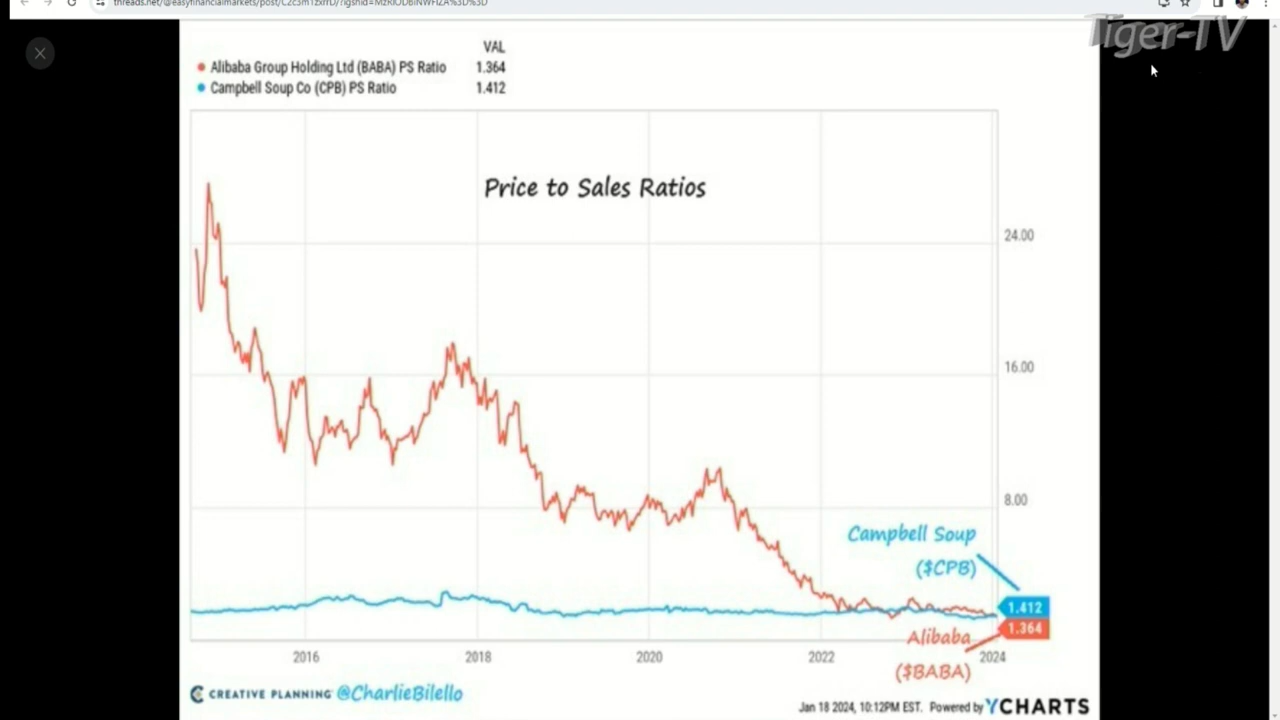 Tiger-TV
VAL
Alibaba Group Holding Ltd (BABA) PS Ratio 1.364
Campbell Soup Co (CPB) PS Ratio 1.412
Price to Sales Ratios
24.00
16.00
8.00
Campbell Soup
($CPB)
1.412
1.364
Alibaba
($BABA)
2016 2018 2020 2022 2024
CREATIVE PLANNING @CharlieBilello
Jan 18 2024, 10:12PM EST. Powered by YCHARTS